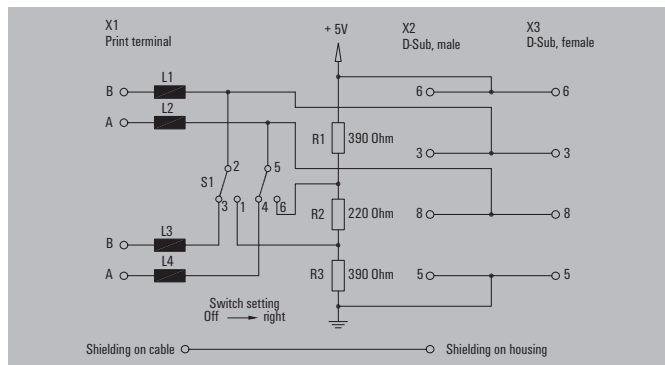 X1
Print terminal
+ 5V
X2
D-Sub, male
X3
D-Sub, female
B
L1
6
6
A
L2
R1
390 Ohm
3
3
2
5
S1
3
1
4
6
R2
220 Ohm
8
8
B
L3
A
L4
R3
390 Ohm
5
5
Switch setting
Off
right
Shielding on cable
Shielding on housing